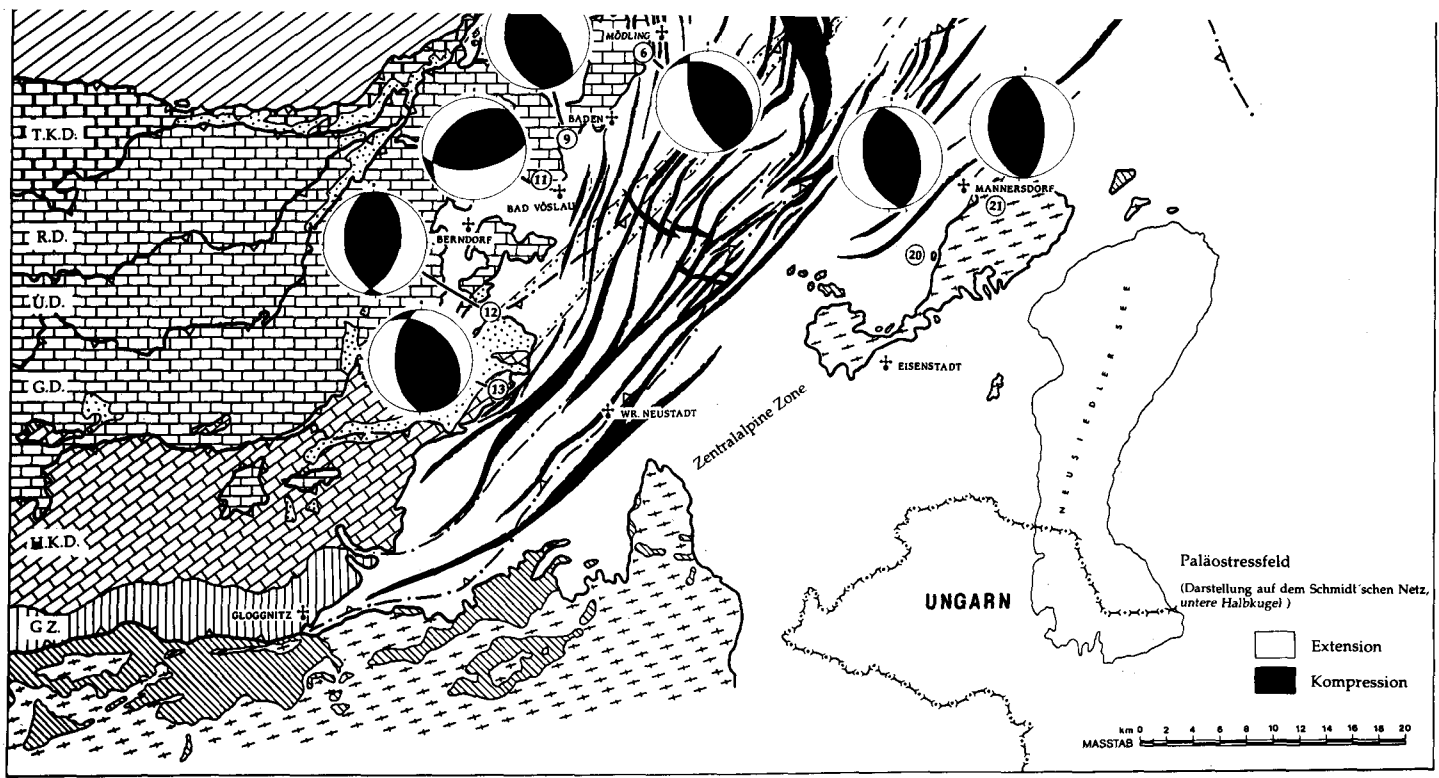 MÖDLING
6
T.K.D.
BADEN
9
11
BAD VÖSLAU
MANNERSDORF
21
R.D.
BERNDORF
20
Ü.D.
12
EISENSTADT
G.D.
13
WR. NEUSTADT
Zentralalpine Zone
NEUSIEDLER SEE
H.K.D.
Paläostressfeld
(Darstellung auf dem Schmidt´schen Netz,
untere Halbkugel )
UNGARN
GLOGGNITZ
G.Z.
Extension
Kompression
km 0 2 4 6 8 10 12 14 16 18 20
MASSTAB